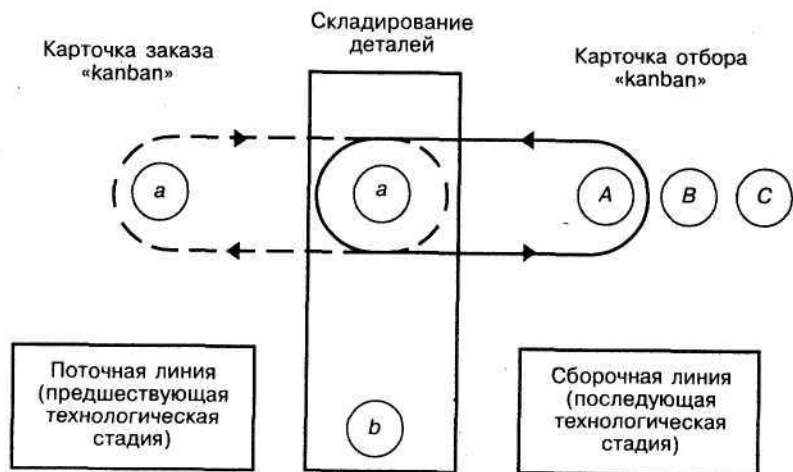 Складирование
деталей
Карточка заказа
«kanban»
Карточка отбора
«kanban»
a
a
A
B
C
Поточная линия
(предшествующая
технологическая
стадия)
b
Сборочная линия
(последующая
технологическая
стадия)